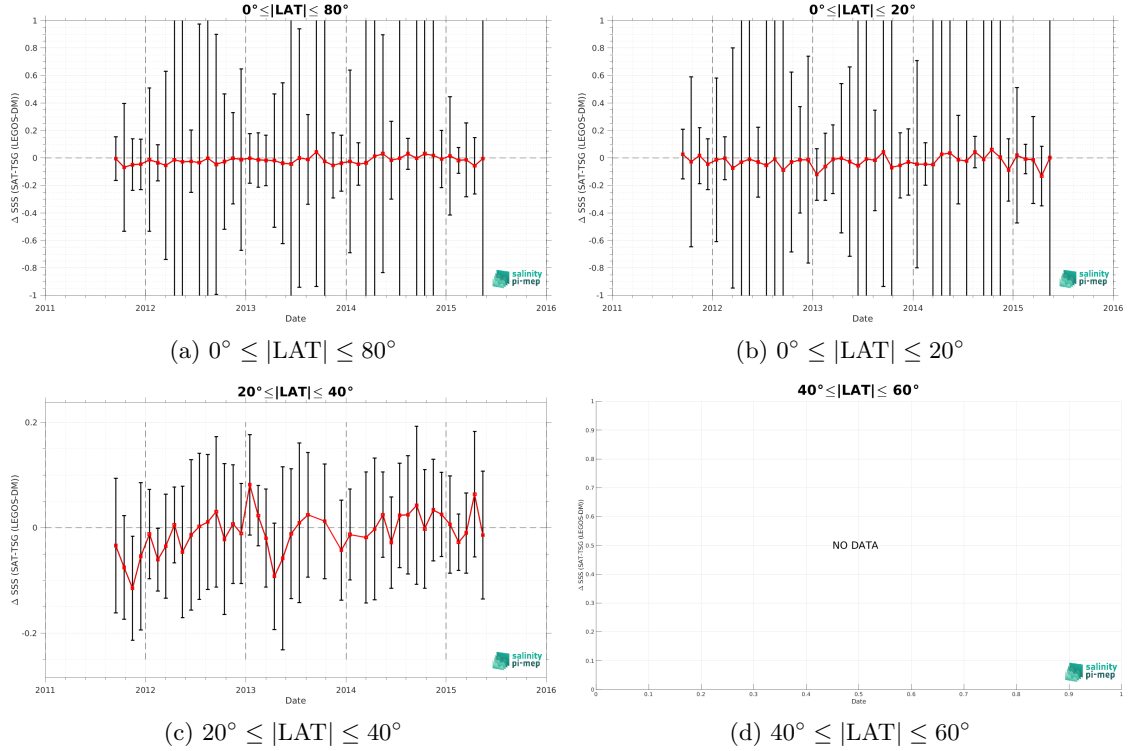 0°≤|LAT|≤ 80°
Δ SSS (SAT-TSG (LEGOS-DM))
1
0.8
0.6
0.4
0.2
0
-0.2
-0.4
-0.6
-0.8
-1
2011 2012 2013 2014 2015 2016
Date
salinity
pi-mep
(a) 0° ≤ |LAT| ≤ 80°
0°≤|LAT|≤ 20°
Δ SSS (SAT-TSG (LEGOS-DM))
1
0.8
0.6
0.4
0.2
0
-0.2
-0.4
-0.6
-0.8
-1
2011 2012 2013 2014 2015 2016
Date
salinity
pi-mep
(b) 0° ≤ |LAT| ≤ 20°
20°≤|LAT|≤ 40°
Δ SSS (SAT-TSG (LEGOS-DM))
0.2
0
-0.2
2011 2012 2013 2014 2015 2016
Date
salinity
pi-mep
(c) 20° ≤ |LAT| ≤ 40°
40°≤|LAT|≤ 60°
Δ SSS (SAT-TSG (LEGOS-DM))
1
0.9
0.8
0.7
0.6
0.5
0.4
0.3
0.2
0.1
0
NO DATA
0 0.1 0.2 0.3 0.4 0.5 0.6 0.7 0.8 0.9 1
Date
salinity
pi-mep
(d) 40° ≤ |LAT| ≤ 60°